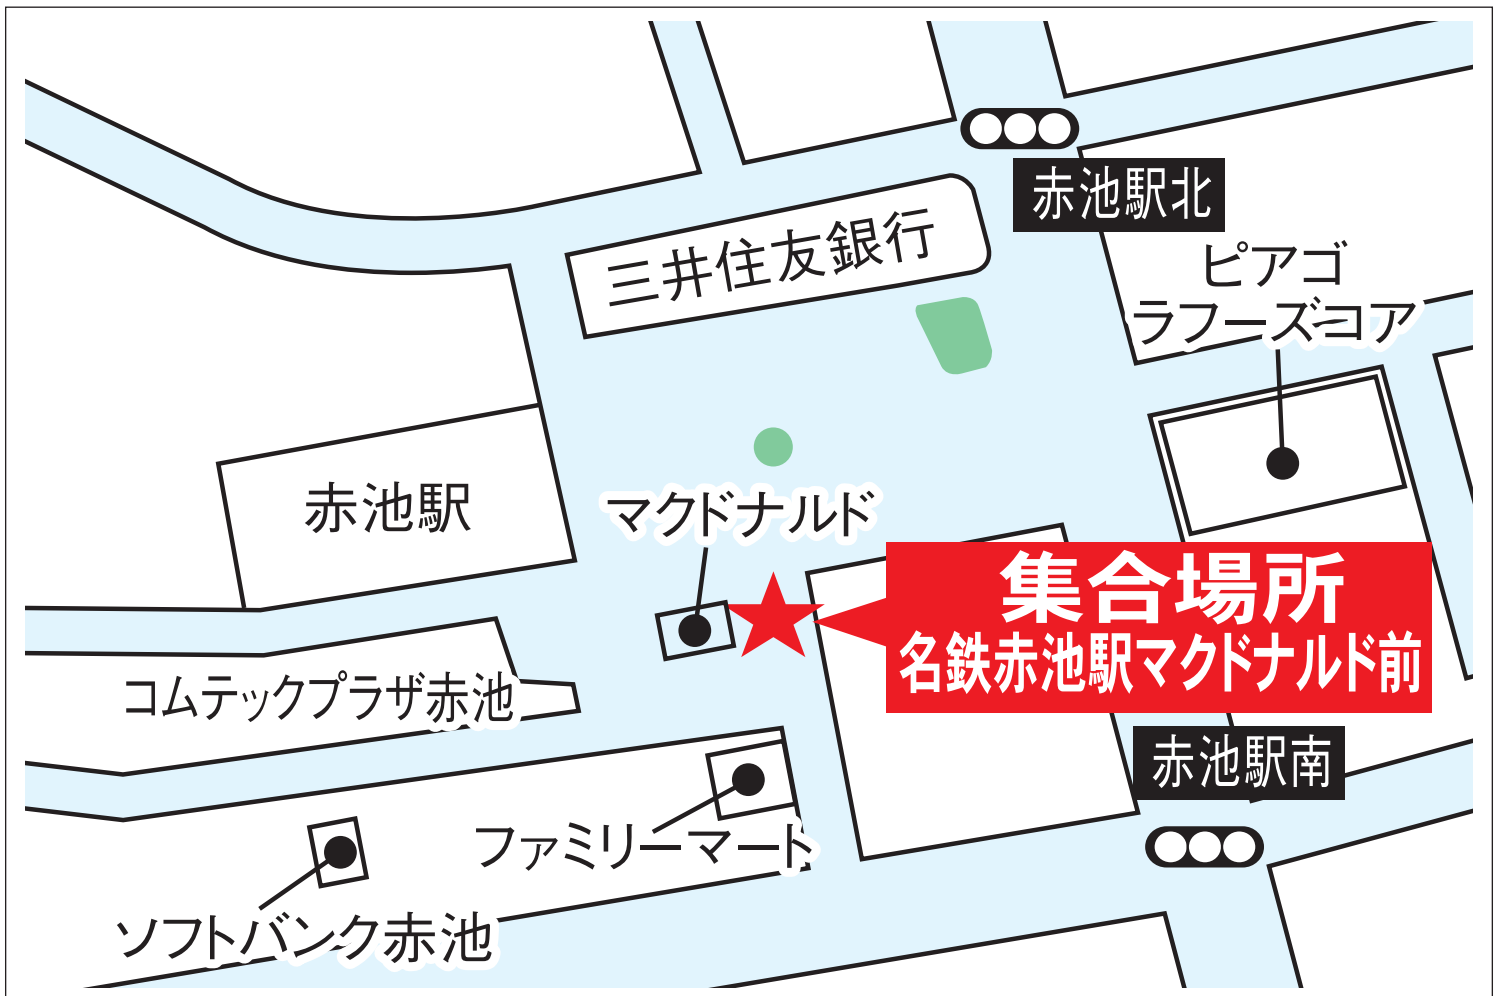 赤池駅北
三井住友銀行
ピアゴ
ラフーズコア
赤池駅
マクドナルド
集合場所
名鉄赤池駅マクドナルド前
コムテックプラザ赤池
赤池駅南
ファミリーマート
ソフトバンク赤池